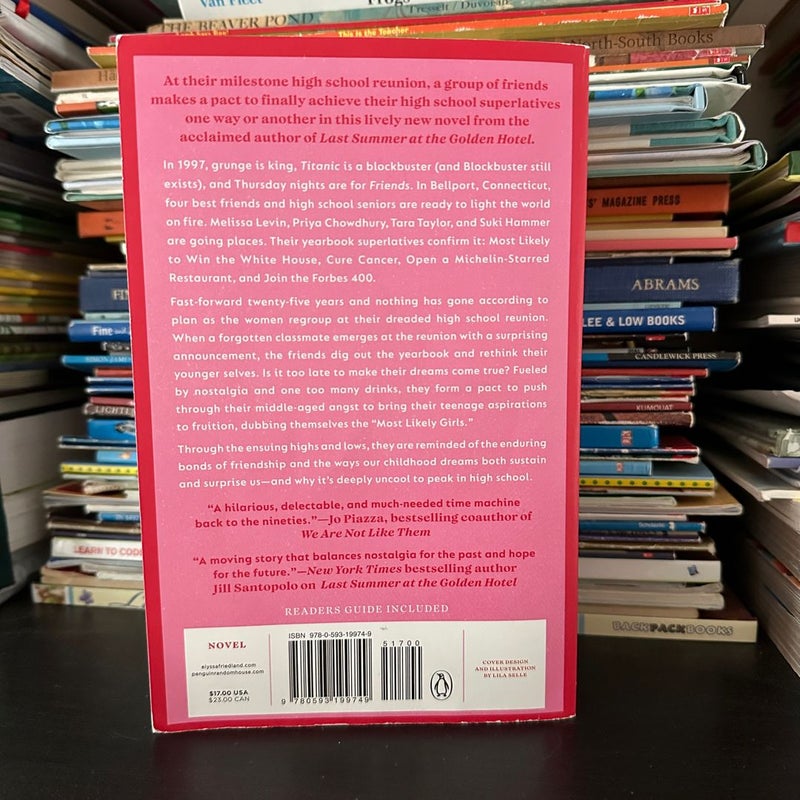 Van Fleet
Frogs
Tresselt / Duvoisin
THE BEAVER POND
This Is the Teacher
North-South Books
At their milestone high school reunion, a group of friends
makes a pact to finally achieve their high school superlatives
one way or another in this lively new novel from the
acclaimed author of Last Summer at the Golden Hotel.
In 1997, grunge is king, Titanic is a blockbuster (and Blockbuster still
exists), and Thursday nights are for Friends. In Bellport, Connecticut,
four best friends and high school seniors are ready to light the world
on fire. Melissa Levin, Priya Chowdhury, Tara Taylor, and Suki Hammer
are going places. Their yearbook superlatives confirm it: Most Likely
to Win the White House, Cure Cancer, Open a Michelin-Starred
Restaurant, and Join the Forbes 400.
Fast-forward twenty-five years and nothing has gone according to
plan as the women regroup at their dreaded high school reunion.
When a forgotten classmate emerges at the reunion with a surprising
announcement, the friends dig out the yearbook and rethink their
younger selves. Is it too late to make their dreams come true? Fueled
by nostalgia and one too many drinks, they form a pact to push
through their middle-aged angst to bring their teenage aspirations
to fruition, dubbing themselves the “Most Likely Girls.”
Through the ensuing highs and lows, they are reminded of the enduring
bonds of friendship and the ways our childhood dreams both sustain
and surprise us—and why it's deeply uncool to peak in high school.
“A hilarious, delectable, and much-needed time machine
back to the nineties.”—Jo Piazza, bestselling coauthor of
We Are Not Like Them
“A moving story that balances nostalgia for the past and hope
for the future.”—New York Times bestselling author
Jill Santopolo on Last Summer at the Golden Hotel
READERS GUIDE INCLUDED
NOVEL
elyssafriedland.com
penguinrandomhouse.com
$17.00 USA
$23.00 CAN
ISBN 978-0-593-19974-9
51700
9 780593 199749
COVER DESIGN
AND ILLUSTRATION
BY LILA SELLE
S' MAGAZINE PRESS
ABRAMS
LEE & LOW BOOKS
CANDLEWICK PRESS
KUMQUAT
Scholastic
BACKPACKBOOKS
Fine
LEARN TO CODE